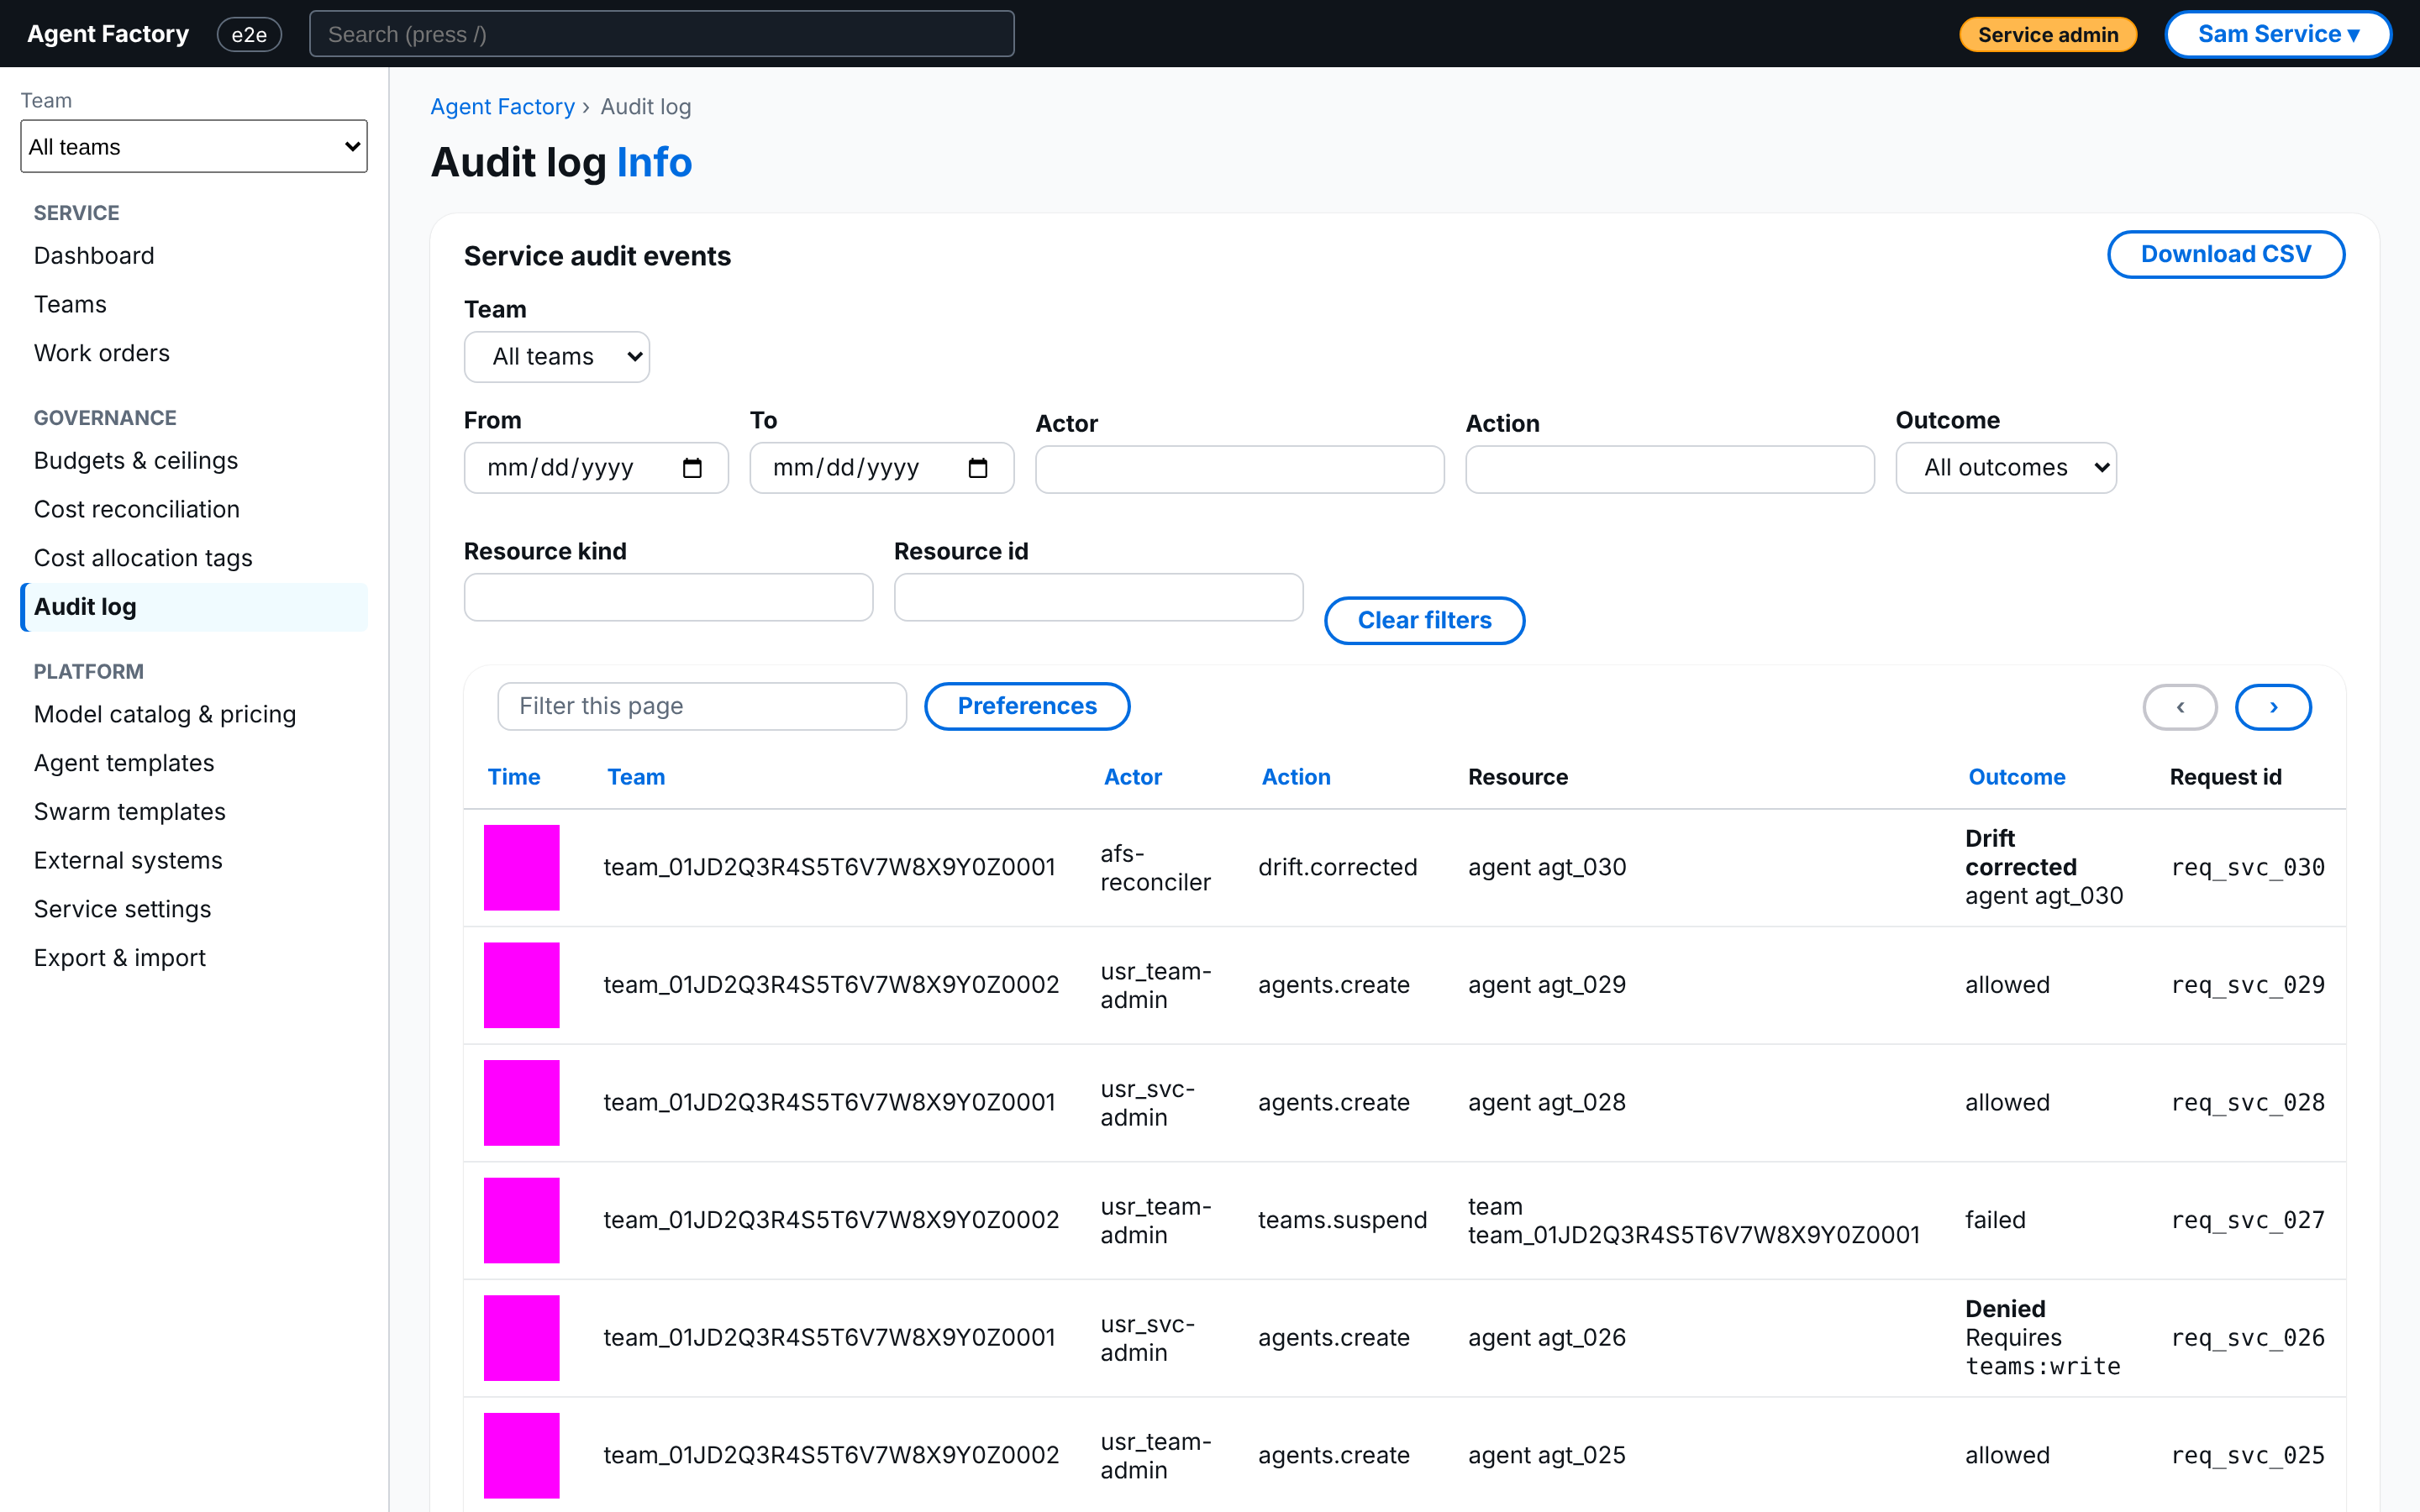 Agent Factory e2e Search (press /) Service admin Sam Service ▾
Team
All teams
SERVICE
Dashboard
Teams
Work orders
GOVERNANCE
Budgets & ceilings
Cost reconciliation
Cost allocation tags
Audit log
PLATFORM
Model catalog & pricing
Agent templates
Swarm templates
External systems
Service settings
Export & import
Agent Factory › Audit log
Audit log Info
Service audit events Download CSV
Team
All teams
From To Actor Action Outcome
mm/dd/yyyy mm/dd/yyyy All outcomes
Resource kind Resource id
Clear filters
Filter this page Preferences ‹ ›
Time Team Actor Action Resource Outcome Request id
team_01JD2Q3R4S5T6V7W8X9Y0Z0001 afs-reconciler drift.corrected agent agt_030 Drift corrected agent agt_030 req_svc_030
team_01JD2Q3R4S5T6V7W8X9Y0Z0002 usr_team-admin agents.create agent agt_029 allowed req_svc_029
team_01JD2Q3R4S5T6V7W8X9Y0Z0001 usr_svc-admin agents.create agent agt_028 allowed req_svc_028
team_01JD2Q3R4S5T6V7W8X9Y0Z0002 usr_team-admin teams.suspend team team_01JD2Q3R4S5T6V7W8X9Y0Z0001 failed req_svc_027
team_01JD2Q3R4S5T6V7W8X9Y0Z0001 usr_svc-admin agents.create agent agt_026 Denied Requires teams:write req_svc_026
team_01JD2Q3R4S5T6V7W8X9Y0Z0002 usr_team-admin agents.create agent agt_025 allowed req_svc_025